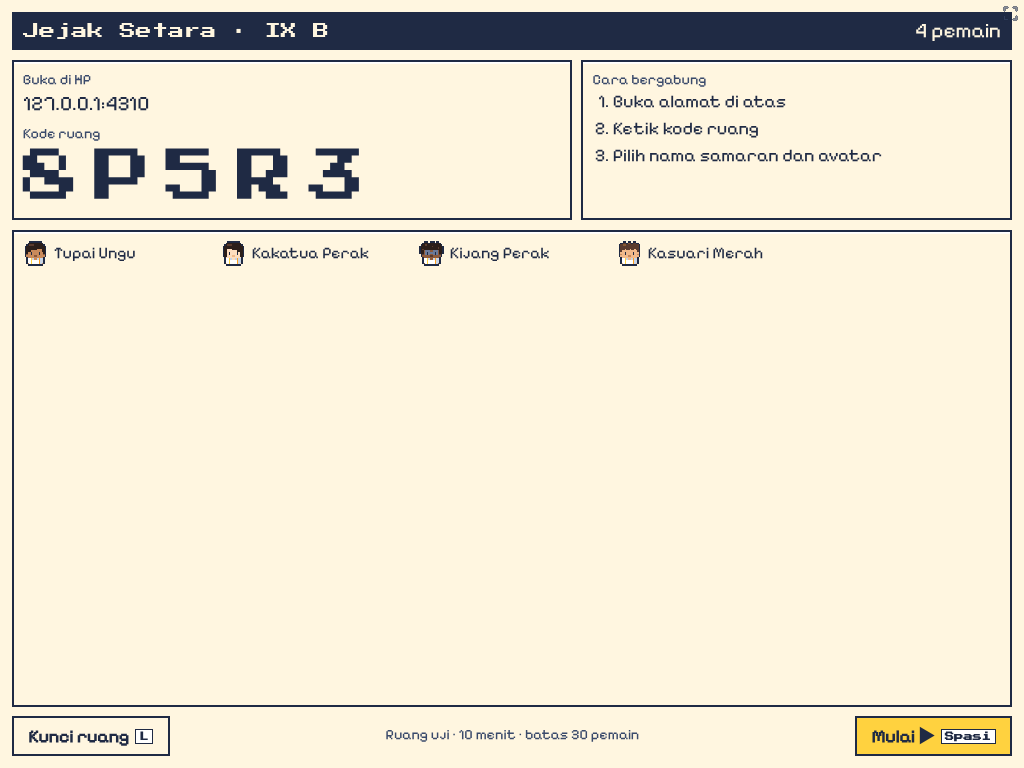 Jejak Setara · IX B
4 pemain
Buka di HP
127.0.0.1:4310
Kode ruang
8P5R3
Cara bergabung
1. Buka alamat di atas
2. Ketik kode ruang
3. Pilih nama samaran dan avatar
Tupai Ungu
Kakatua Perak
Kijang Perak
Kasuari Merah
Kunci ruang L
Ruang uji · 10 menit · batas 30 pemain
Mulai ▶ Spasi